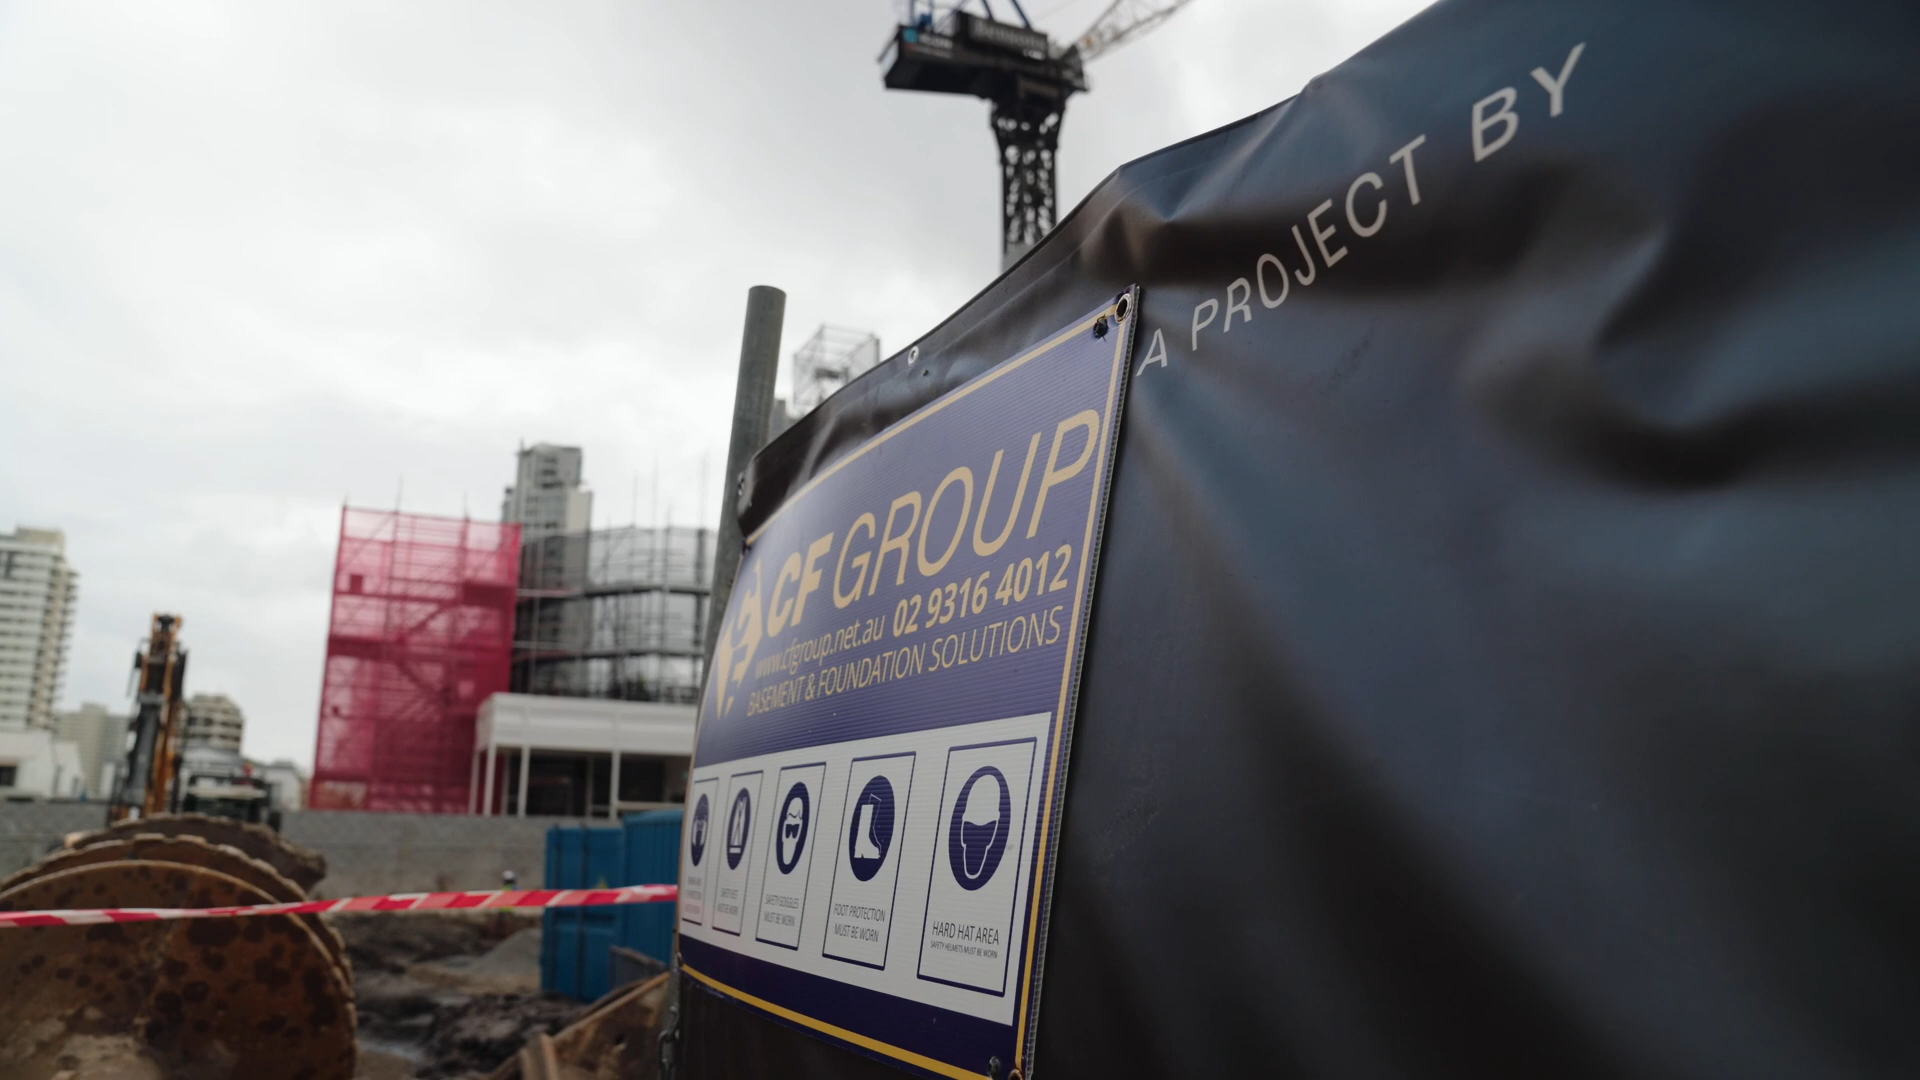 A PROJECT BY
CF GROUP
www.cfgroup.net.au 02 9316 4012
BASEMENT & FOUNDATION SOLUTIONS
SAFETY GOGGLES
MUST BE WORN
FOOT PROTECTION
MUST BE WORN
HARD HAT AREA
SAFETY HELMETS MUST BE WORN